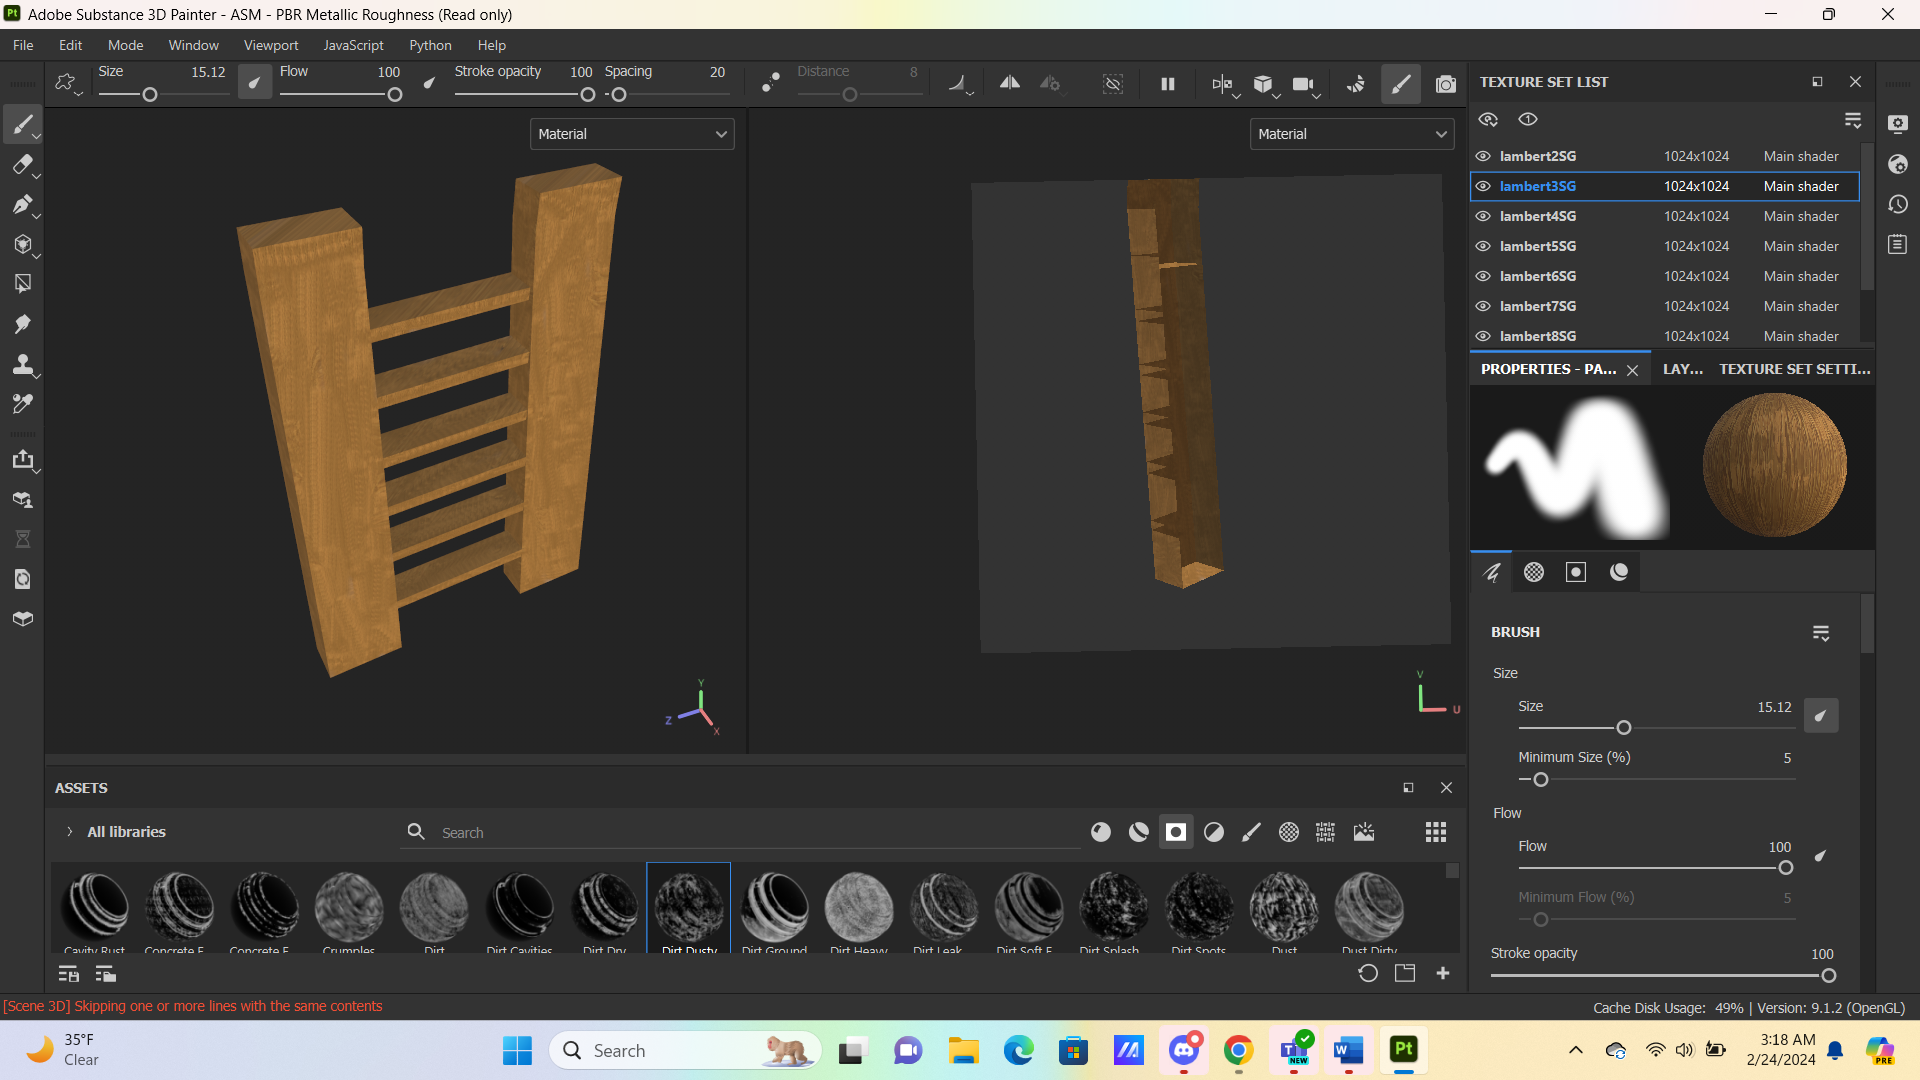 Adobe Substance 3D Painter - ASM - PBR Metallic Roughness (Read only)
File Edit Mode Window Viewport JavaScript Python Help
Size 15.12 Flow 100 Stroke opacity 100 Spacing 20 Distance 8
Material
Material
Y
Z
X
V
U
TEXTURE SET LIST
lambert2SG 1024x1024 Main shader
lambert3SG 1024x1024 Main shader
lambert4SG 1024x1024 Main shader
lambert5SG 1024x1024 Main shader
lambert6SG 1024x1024 Main shader
lambert7SG 1024x1024 Main shader
lambert8SG 1024x1024 Main shader
PROPERTIES - PA... LAY... TEXTURE SET SETTI...
BRUSH
Size
Size 15.12
Minimum Size (%) 5
Flow
Flow 100
Minimum Flow (%) 5
Stroke opacity 100
ASSETS
All libraries
Search
Cavity Rust Concrete E... Concrete E... Crumples Dirt Dirt Cavities Dirt Dry Dirt Dusty Dirt Ground Dirt Heavy Dirt Leak Dirt Soft E... Dirt Splash Dirt Spots Dust Dust Dirty
[Scene 3D] Skipping one or more lines with the same contents
Cache Disk Usage: 49% | Version: 9.1.2 (OpenGL)
35°F
Clear
Search
NEW
W
Pt
3:18 AM
2/24/2024
PRE